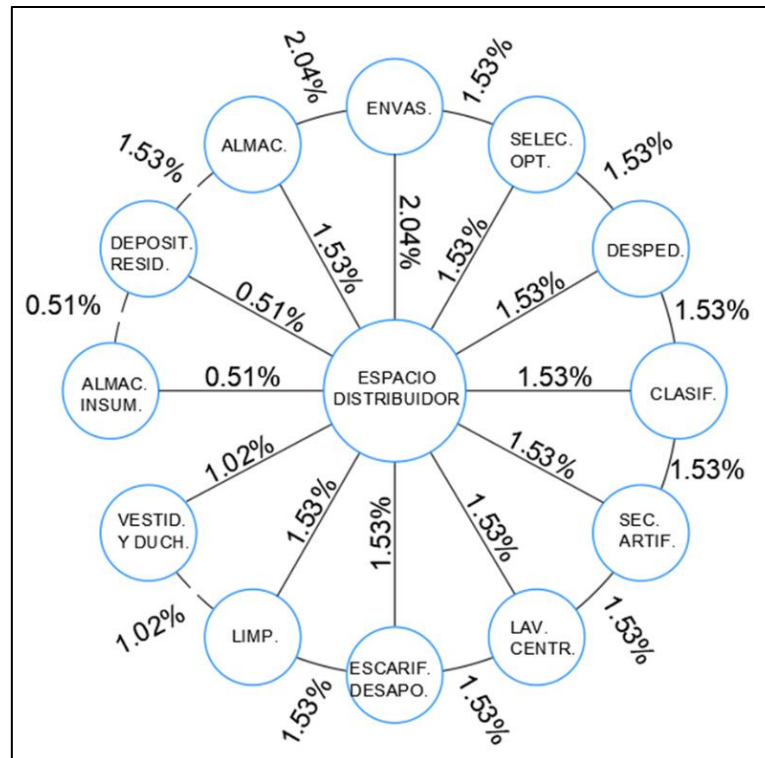 2.04%
1.53%
ENVAS.
ALMAC.
SELEC.
OPT.
1.53%
1.53%
DEPOSIT.
RESID.
1.53%
2.04%
1.53%
DESPED.
0.51%
0.51%
1.53%
1.53%
ALMAC.
INSUM.
0.51%
ESPACIO
DISTRIBUIDOR
1.53%
CLASIF.
1.02%
1.53%
1.53%
VESTID.
Y DUCH.
1.53%
1.53%
1.53%
SEC.
ARTIF.
1.02%
LIMP.
ESCARIF.
DESAPO.
LAV.
CENTR.
1.53%
1.53%
1.53%